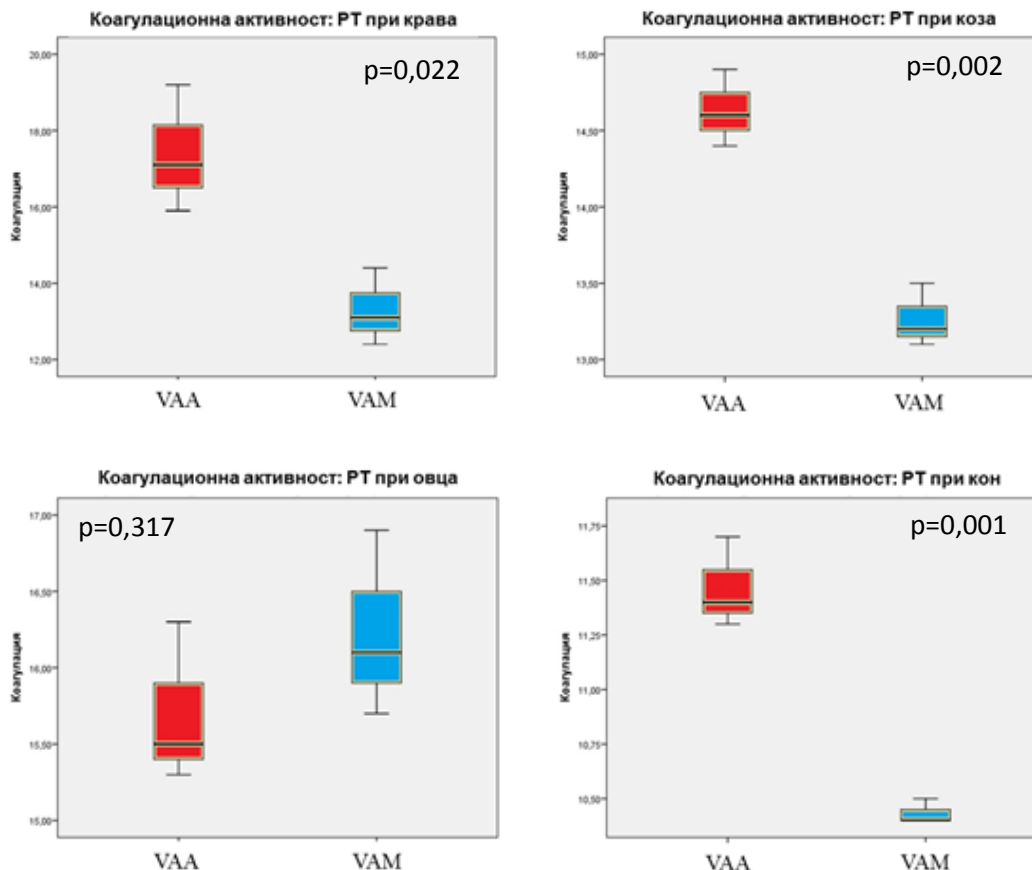 Коагулационна активност: PT при крава
p=0,022
20,00
18,00
16,00
14,00
12,00
Коагулация
VAA VAM
Коагулационна активност: PT при коза
p=0,002
15,00
14,50
14,00
13,50
13,00
Коагулация
VAA VAM
Коагулационна активност: PT при овца
p=0,317
17,00
16,50
16,00
15,50
15,00
Коагулация
VAA VAM
Коагулационна активност: PT при кон
p=0,001
11,75
11,50
11,25
11,00
10,75
10,50
Коагулация
VAA VAM